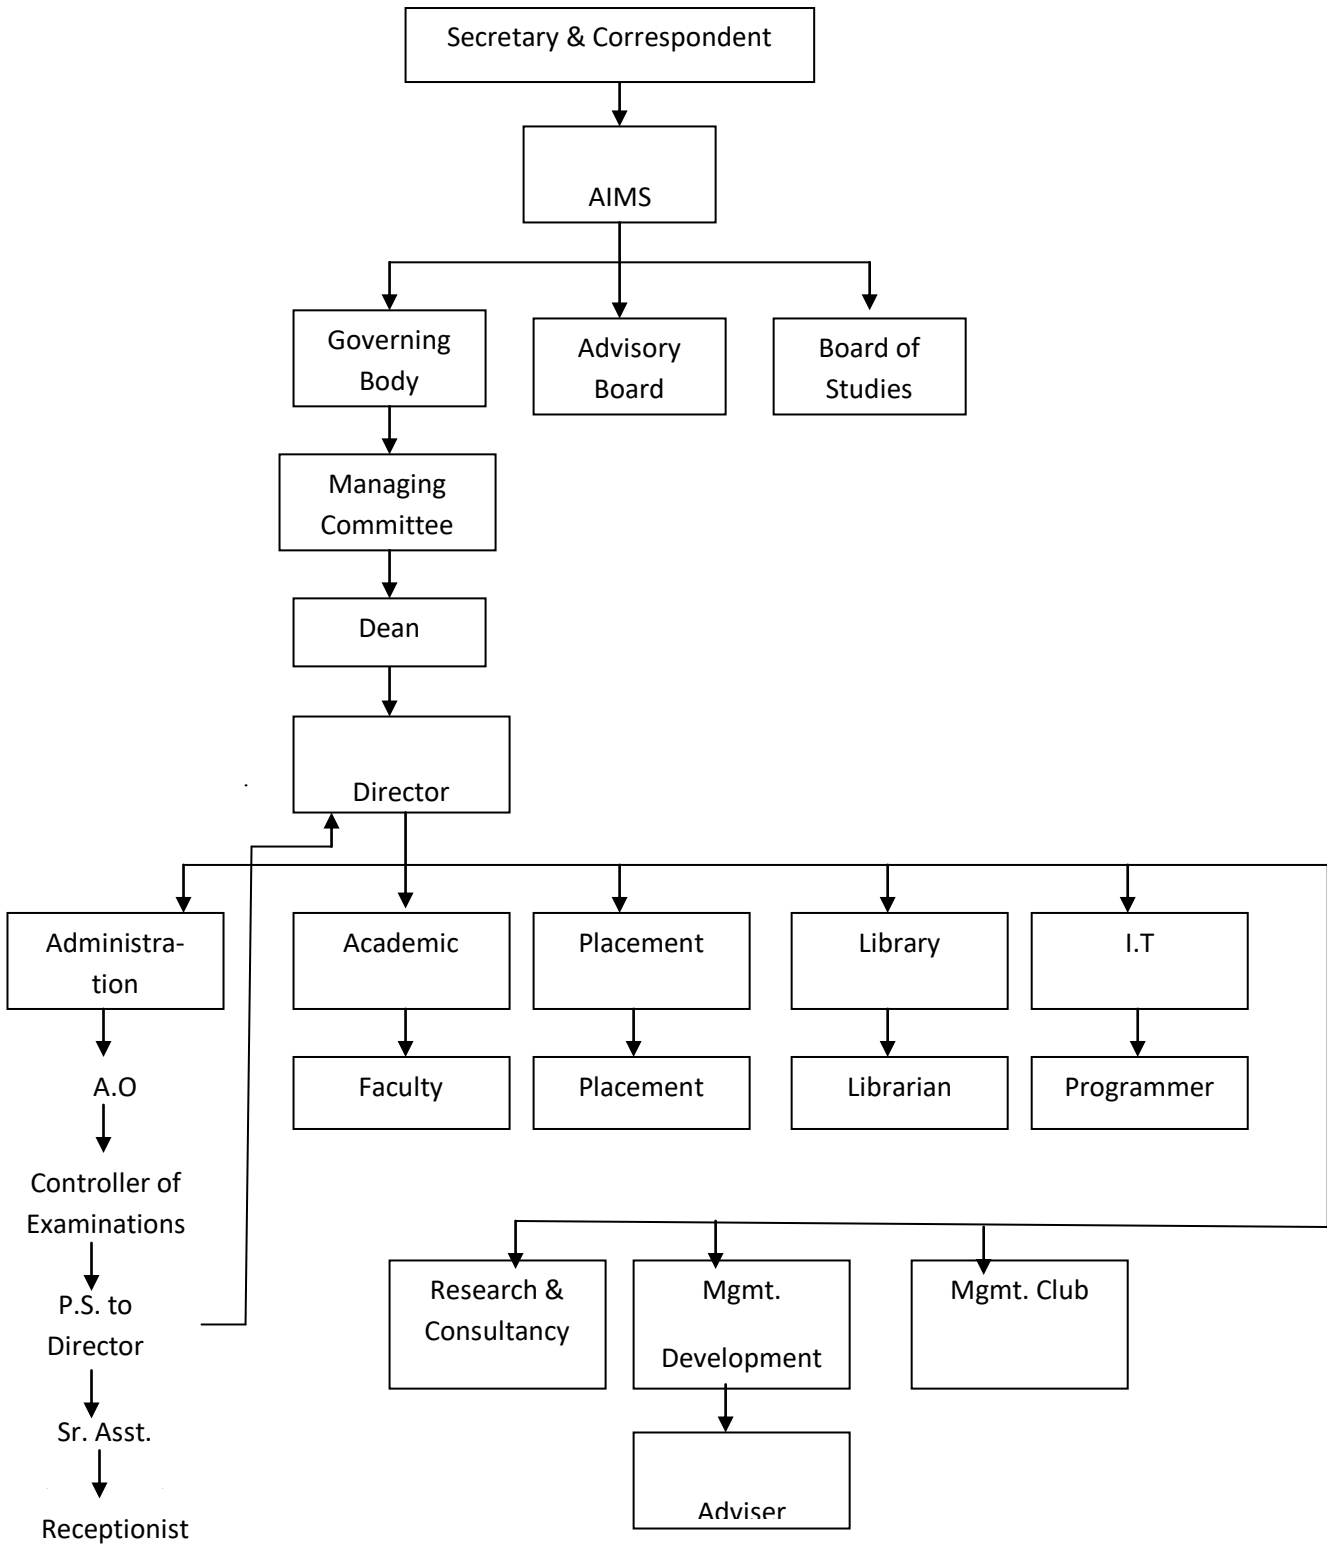 Secretary & Correspondent
AIMS
Governing
Body
Advisory
Board
Board of
Studies
Managing
Committee
Dean
Director
Administra-
tion
Academic
Placement
Library
I.T
A.O
Faculty
Placement
Librarian
Programmer
Controller of
Examinations
P.S. to
Director
Sr. Asst.
Receptionist
Research &
Consultancy
Mgmt.
Development
Mgmt. Club
Adviser